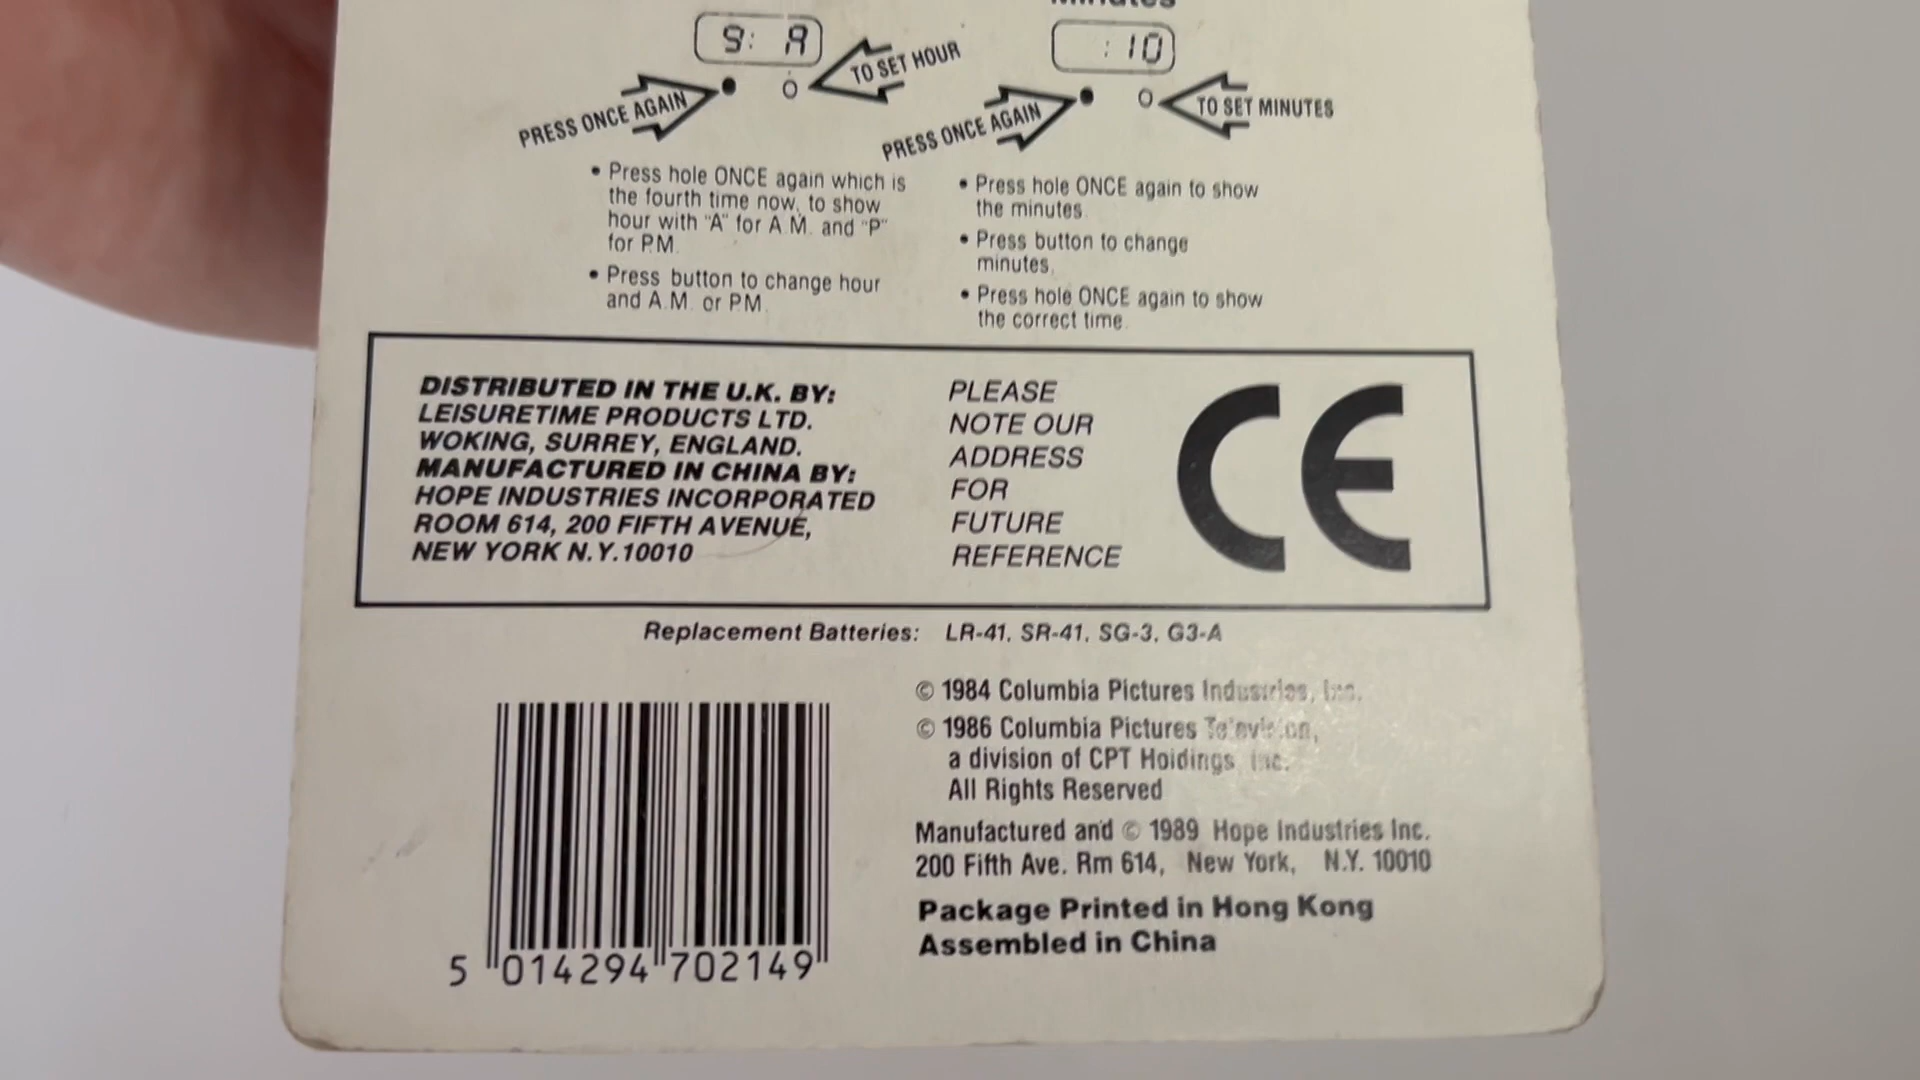 Minutes
9: A
:10
TO SET HOUR
PRESS ONCE AGAIN
TO SET MINUTES
PRESS ONCE AGAIN
• Press hole ONCE again which is
the fourth time now, to show
hour with "A" for A.M. and "P"
for P.M.
• Press button to change hour
and A.M. or P.M.
• Press hole ONCE again to show
the minutes.
• Press button to change
minutes.
• Press hole ONCE again to show
the correct time.
DISTRIBUTED IN THE U.K. BY:
LEISURETIME PRODUCTS LTD.
WOKING, SURREY, ENGLAND.
MANUFACTURED IN CHINA BY:
HOPE INDUSTRIES INCORPORATED
ROOM 614, 200 FIFTH AVENUE,
NEW YORK N.Y.10010
PLEASE
NOTE OUR
ADDRESS
FOR
FUTURE
REFERENCE
CE
Replacement Batteries: LR-41, SR-41, SG-3, G3-A
© 1984 Columbia Pictures Industries, Inc.
© 1986 Columbia Pictures Television,
a division of CPT Holdings Inc.
All Rights Reserved
Manufactured and © 1989 Hope Industries Inc.
200 Fifth Ave. Rm 614, New York, N.Y. 10010
Package Printed in Hong Kong
Assembled in China
5 014294 702149